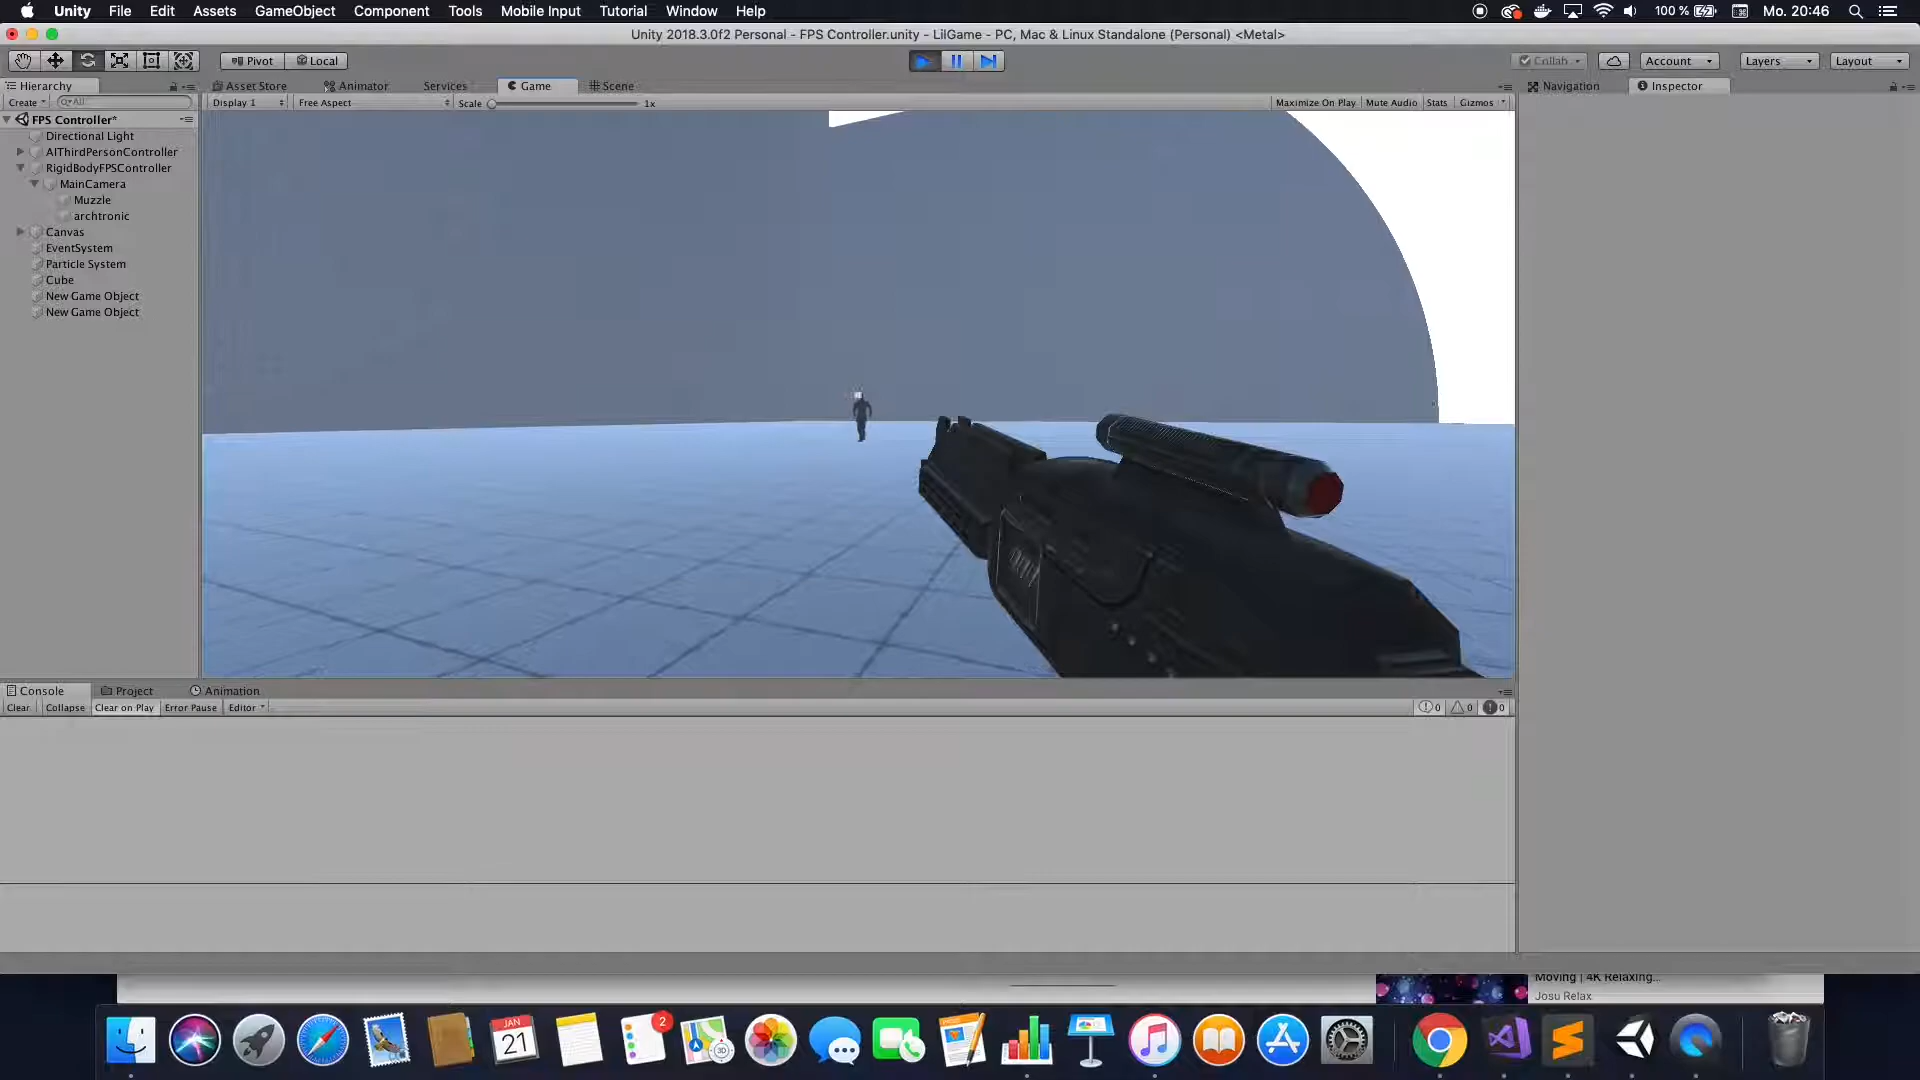 Unity File Edit Assets GameObject Component Tools Mobile Input Tutorial Window Help 100 % Mo. 20:46
Unity 2018.3.0f2 Personal - FPS Controller.unity - LilGame - PC, Mac & Linux Standalone (Personal) <Metal>
Pivot Local Collab Account Layers Layout
Hierarchy Asset Store Animator Services Game Scene Navigation Inspector
Create All Display 1 Free Aspect Scale 1x Maximize On Play Mute Audio Stats Gizmos
FPS Controller*
Directional Light
AIThirdPersonController
RigidBodyFPSController
MainCamera
Muzzle
archtronic
Canvas
EventSystem
Particle System
Cube
New Game Object
New Game Object
Console Project Animation
Clear Collapse Clear on Play Error Pause Editor 0 0 0
Moving | 4K Relaxing...
Josu Relax
2
JAN
21
3D